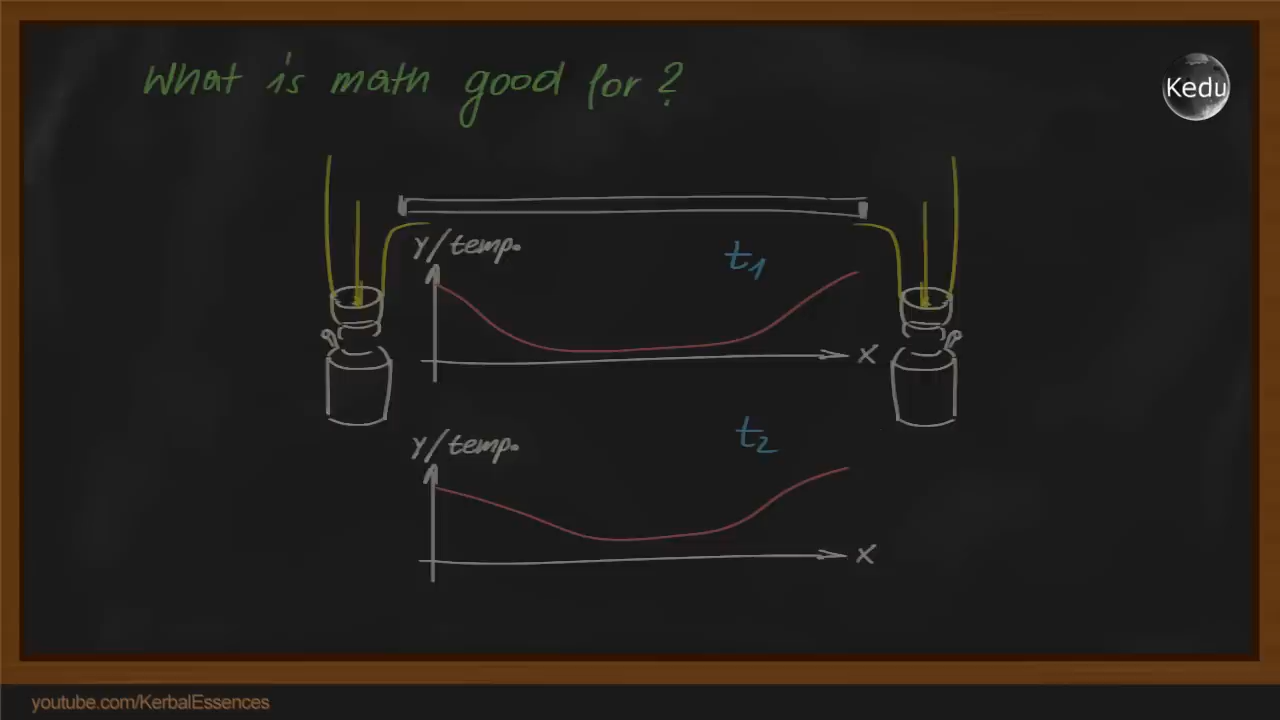 What is math good for?
Kedu
Y/temp.
t1
x
Y/temp.
t2
x
youtube.com/KerbalEssences